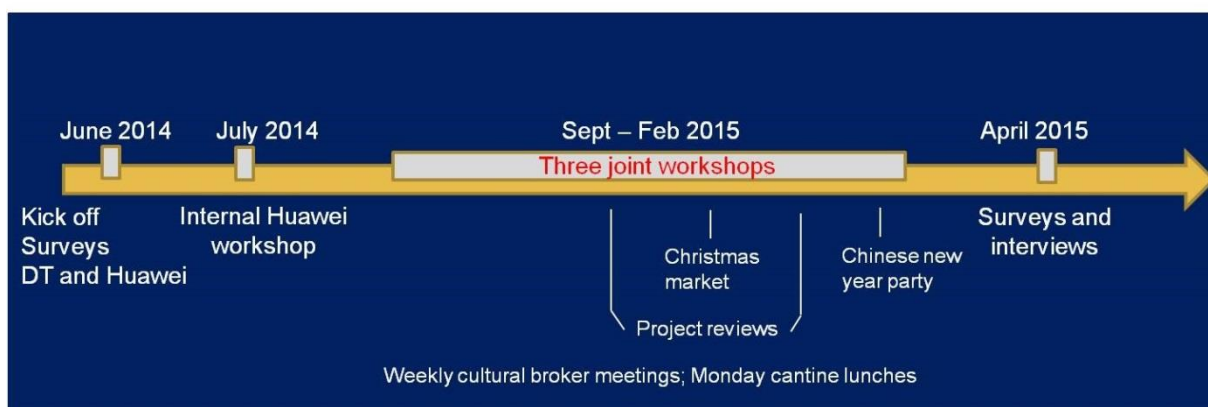 June 2014
July 2014
Sept – Feb 2015
April 2015
Three joint workshops
Kick off
Surveys
DT and Huawei
Internal Huawei
workshop
Christmas
market
Chinese new
year party
Surveys and
interviews
Project reviews
Weekly cultural broker meetings; Monday cantine lunches